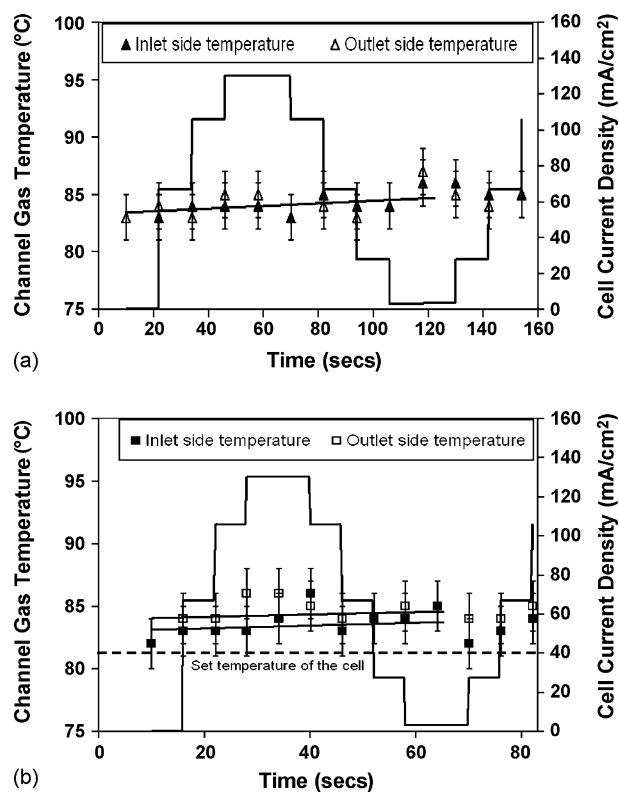 Channel Gas Temperature (°C)
100
95
90
85
80
75
▲ Inlet side temperature △ Outlet side temperature
160
140
120
100
80
60
40
20
0
Cell Current Density (mA/cm²)
0 20 40 60 80 100 120 140 160
Time (secs)
(a)
Channel Gas Temperature (°C)
100
95
90
85
80
75
■ Inlet side temperature □ Outlet side temperature
Set temperature of the cell
160
140
120
100
80
60
40
20
0
Cell Current Density (mA/cm²)
0 20 40 60 80
Time (secs)
(b)